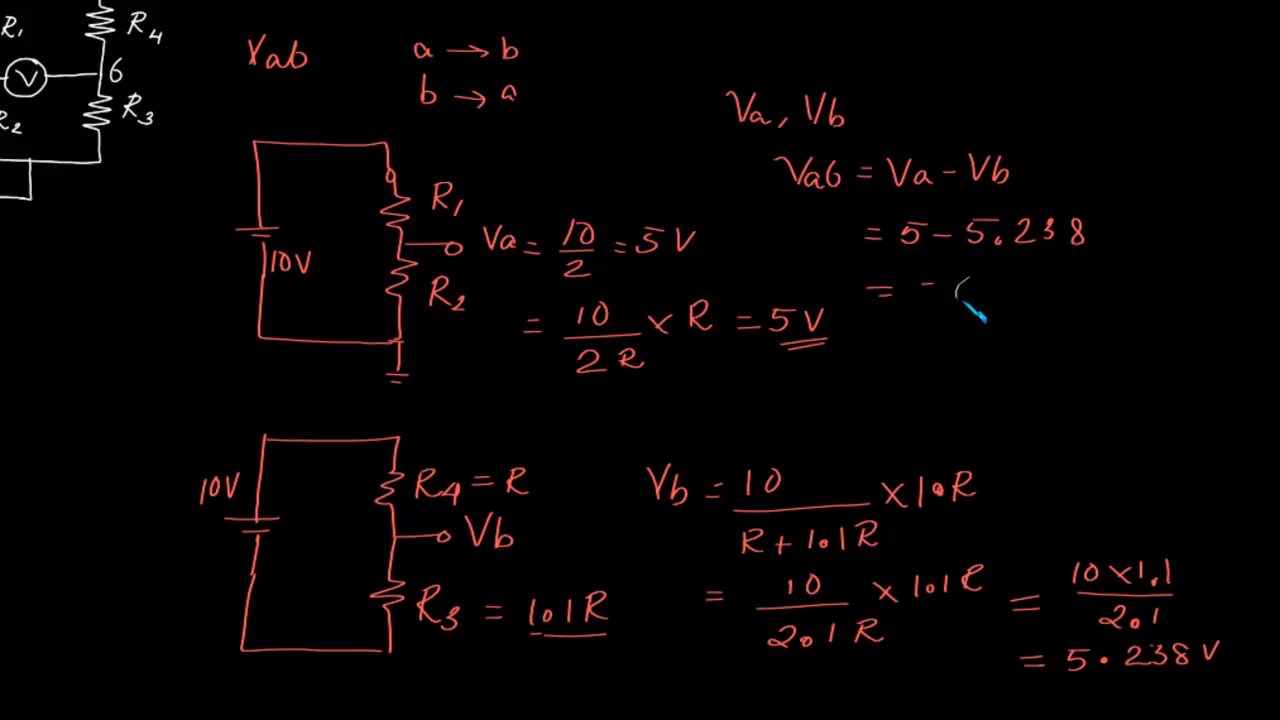 R1
R4
V
b
R2
R3
Vab
a → b
b → a
Va, Vb
Vab = Va - Vb
= 5 - 5.238
= -
10V
R1
R2
Va = 10/2 = 5V
= 10/2R × R = 5V
10V
R4 = R
Vb
R3 = 1.1R
Vb = 10/R+1.1R × 1.R
= 10/2.1R × 1.1R = 10×1.1/2.1
= 5.238 V